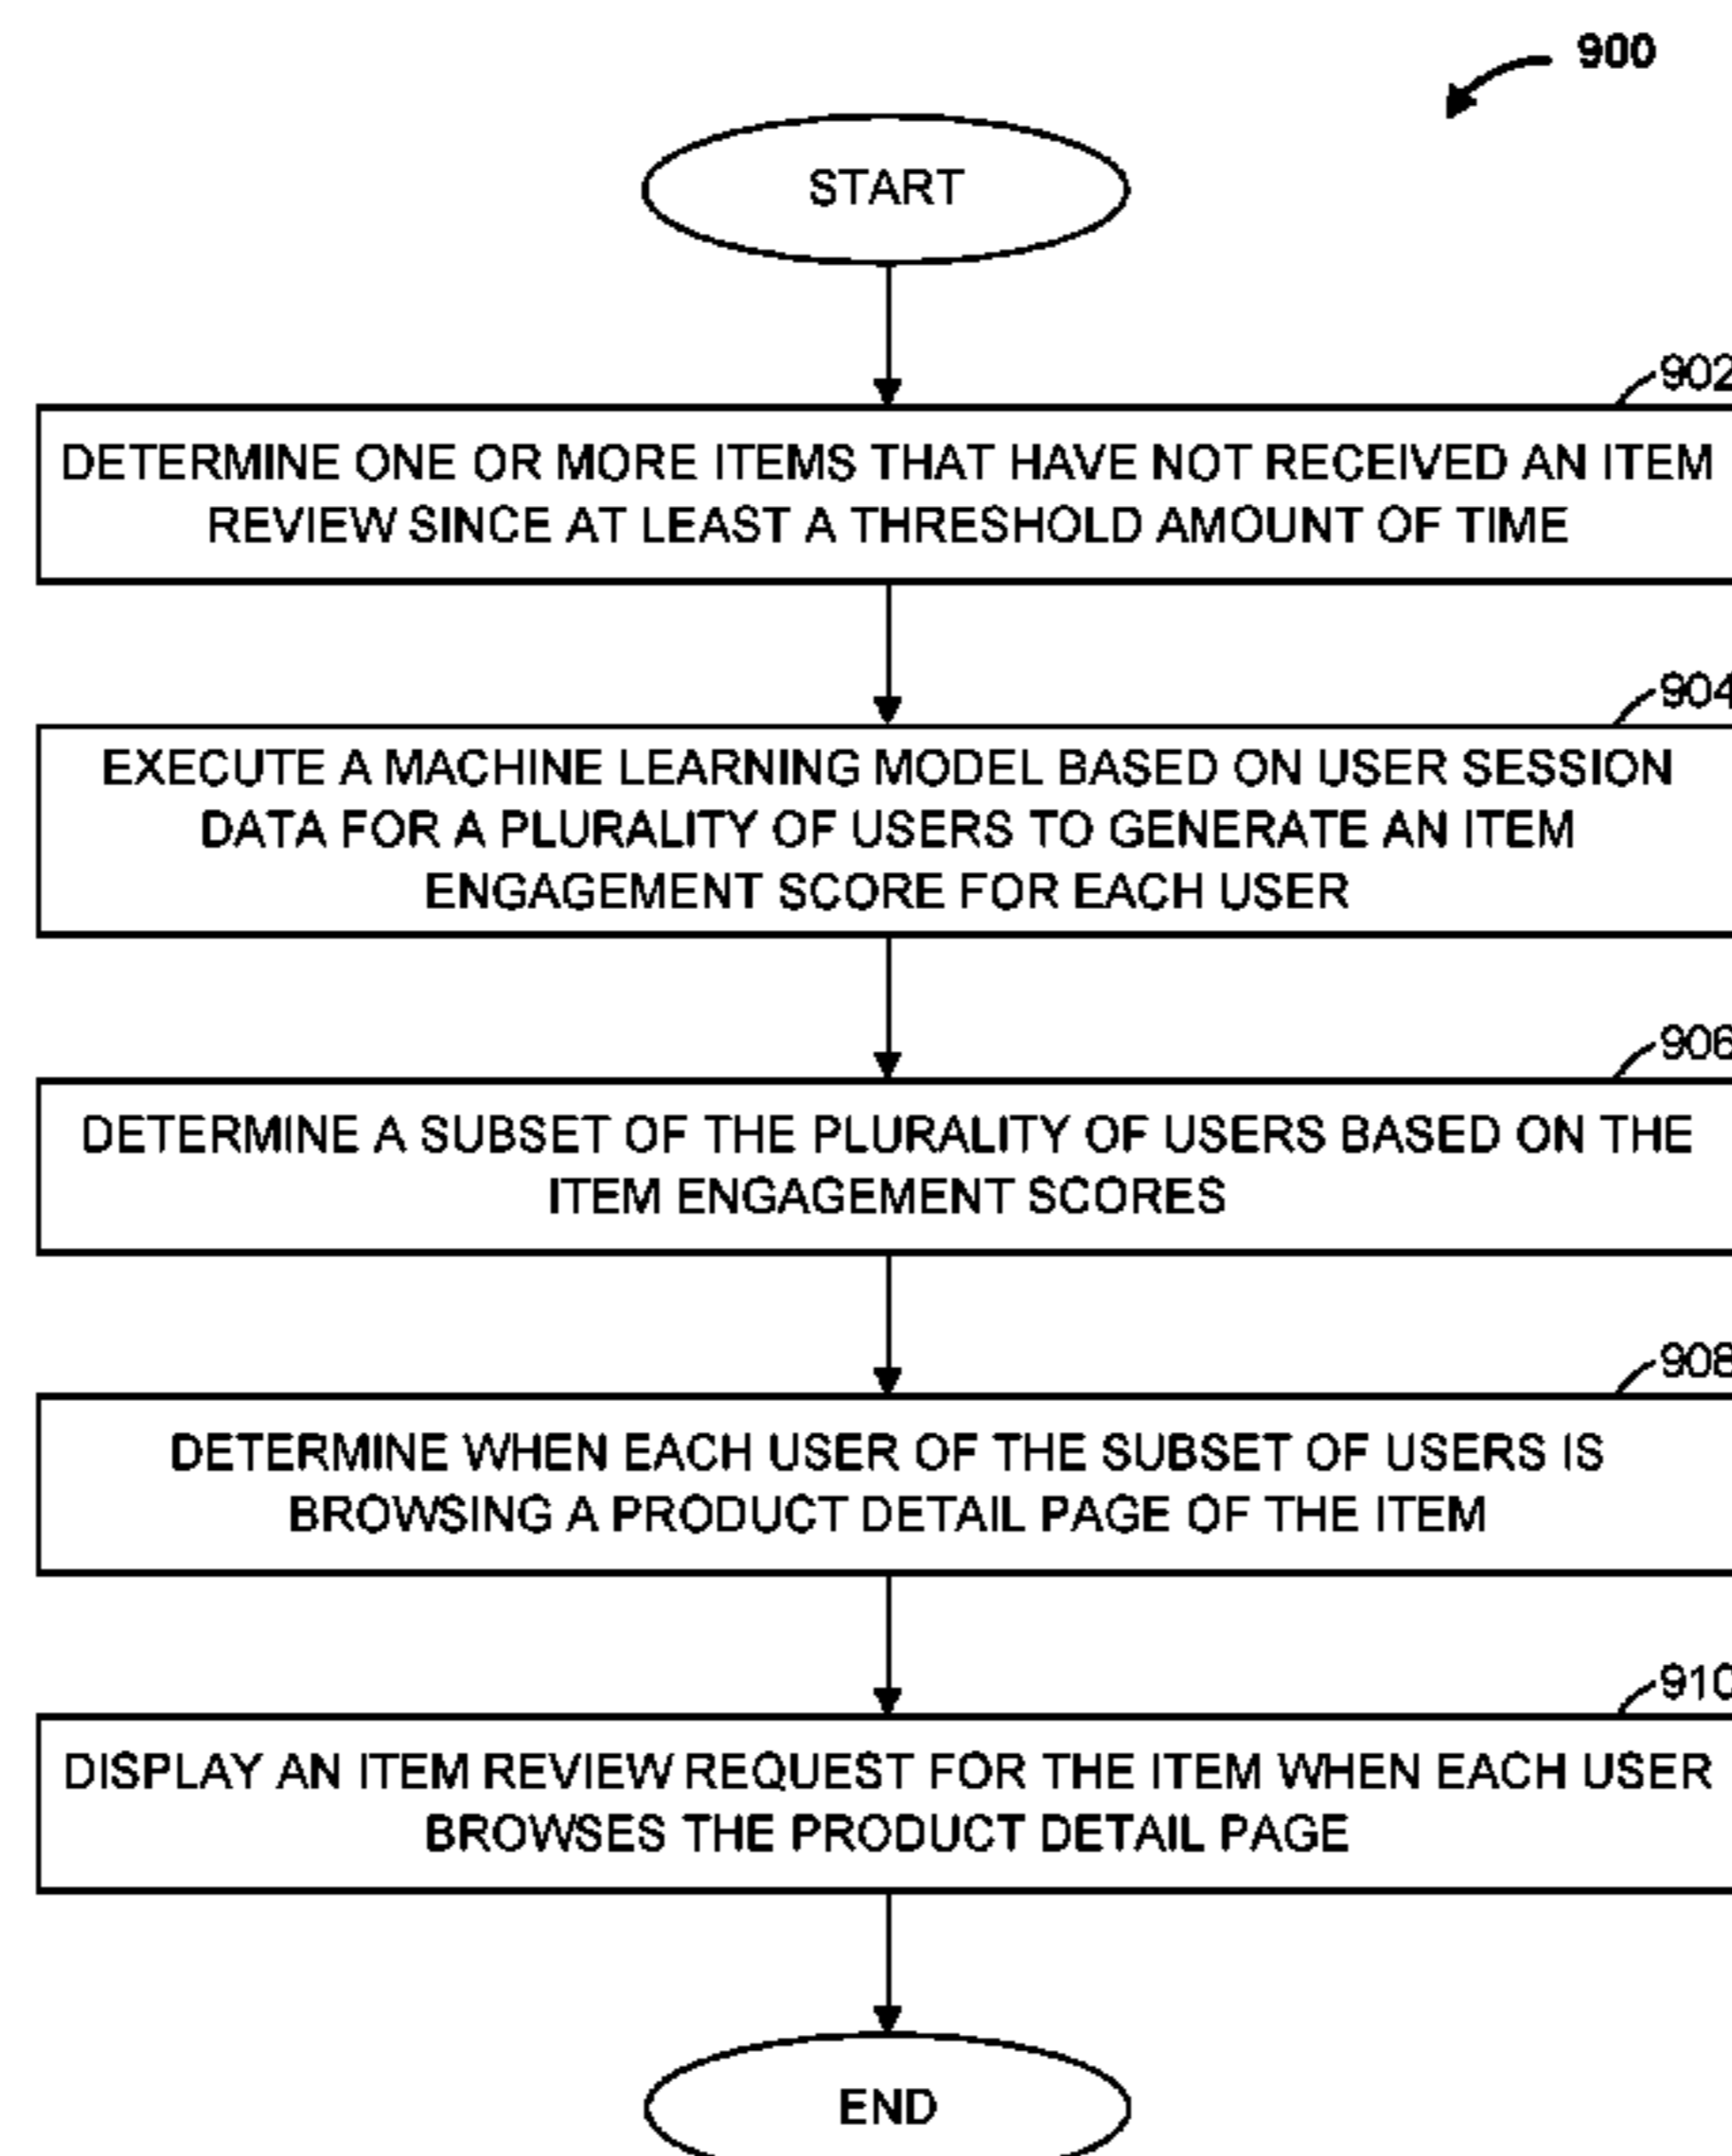 900
START
902
DETERMINE ONE OR MORE ITEMS THAT HAVE NOT RECEIVED AN ITEM
REVIEW SINCE AT LEAST A THRESHOLD AMOUNT OF TIME
904
EXECUTE A MACHINE LEARNING MODEL BASED ON USER SESSION
DATA FOR A PLURALITY OF USERS TO GENERATE AN ITEM
ENGAGEMENT SCORE FOR EACH USER
906
DETERMINE A SUBSET OF THE PLURALITY OF USERS BASED ON THE
ITEM ENGAGEMENT SCORES
908
DETERMINE WHEN EACH USER OF THE SUBSET OF USERS IS
BROWSING A PRODUCT DETAIL PAGE OF THE ITEM
910
DISPLAY AN ITEM REVIEW REQUEST FOR THE ITEM WHEN EACH USER
BROWSES THE PRODUCT DETAIL PAGE
END